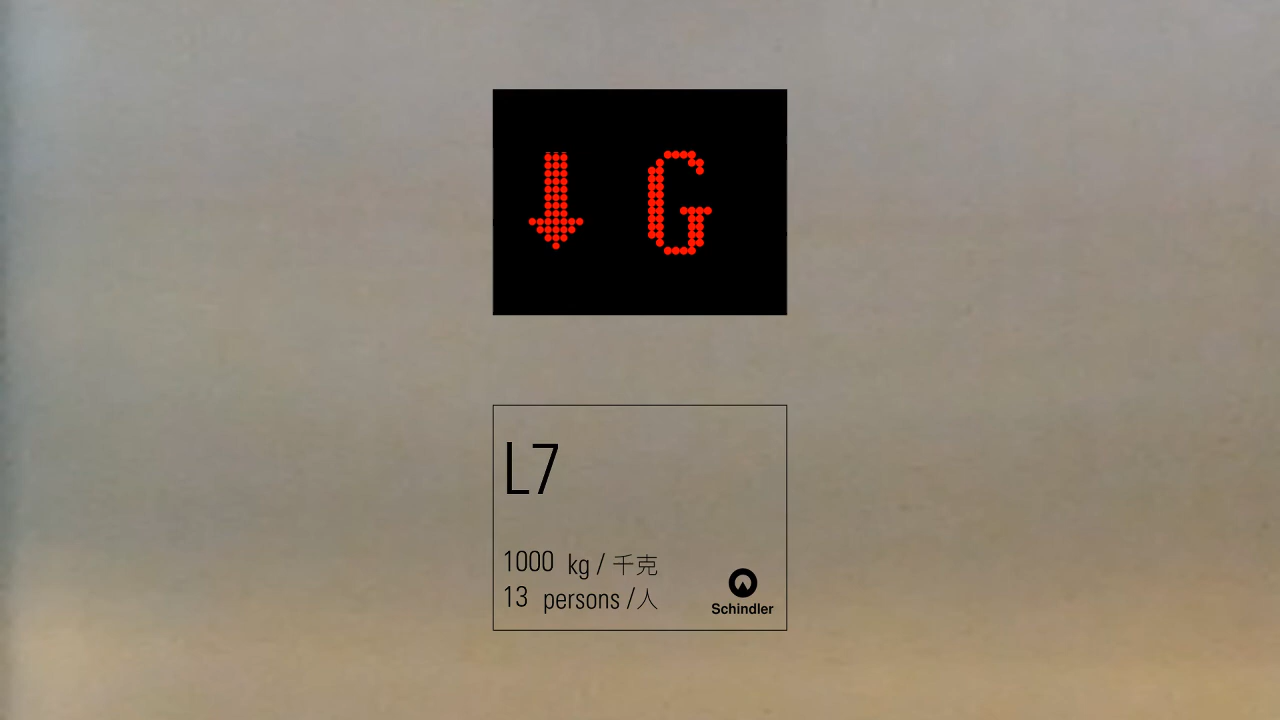 ↓ G
L7
1000 kg / 千克
13 persons /人
Schindler